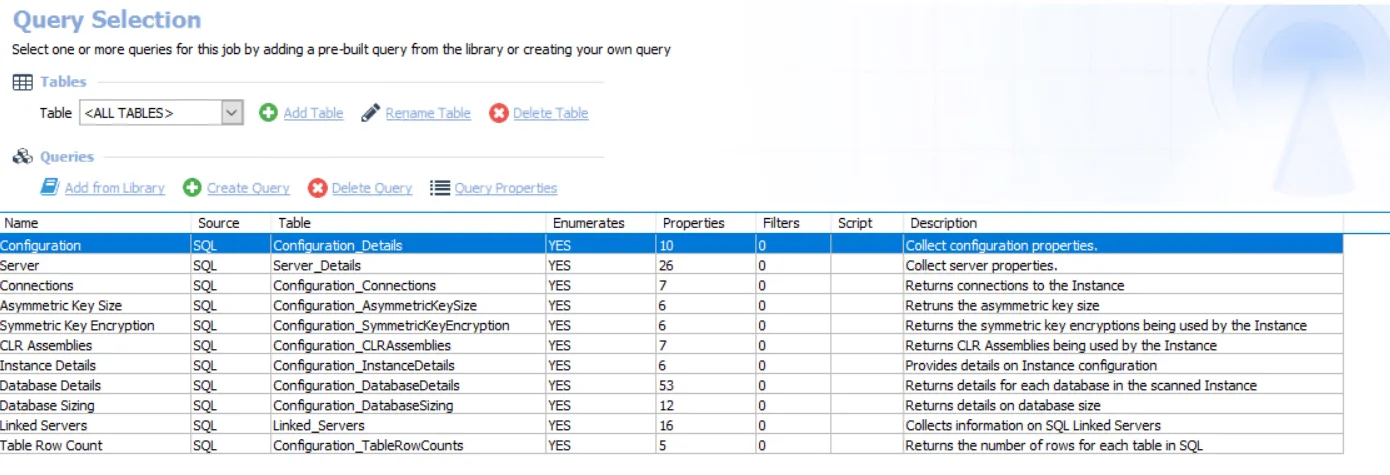 Query Selection
Select one or more queries for this job by adding a pre-built query from the library or creating your own query
Tables
Table <ALL TABLES> Add Table Rename Table Delete Table
Queries
Add from Library Create Query Delete Query Query Properties
Name Source Table Enumerates Properties Filters Script Description
Configuration SQL Configuration_Details YES 10 0 Collect configuration properties.
Server SQL Server_Details YES 26 0 Collect server properties.
Connections SQL Configuration_Connections YES 7 0 Returns connections to the Instance
Asymmetric Key Size SQL Configuration_AsymmetricKeySize YES 6 0 Retruns the asymmetric key size
Symmetric Key Encryption SQL Configuration_SymmetricKeyEncryption YES 6 0 Returns the symmetric key encryptions being used by the Instance
CLR Assemblies SQL Configuration_CLRAssemblies YES 7 0 Returns CLR Assemblies being used by the Instance
Instance Details SQL Configuration_InstanceDetails YES 6 0 Provides details on Instance configuration
Database Details SQL Configuration_DatabaseDetails YES 53 0 Returns details for each database in the scanned Instance
Database Sizing SQL Configuration_DatabaseSizing YES 12 0 Returns details on database size
Linked Servers SQL Linked_Servers YES 16 0 Collects information on SQL Linked Servers
Table Row Count SQL Configuration_TableRowCounts YES 5 0 Returns the number of rows for each table in SQL